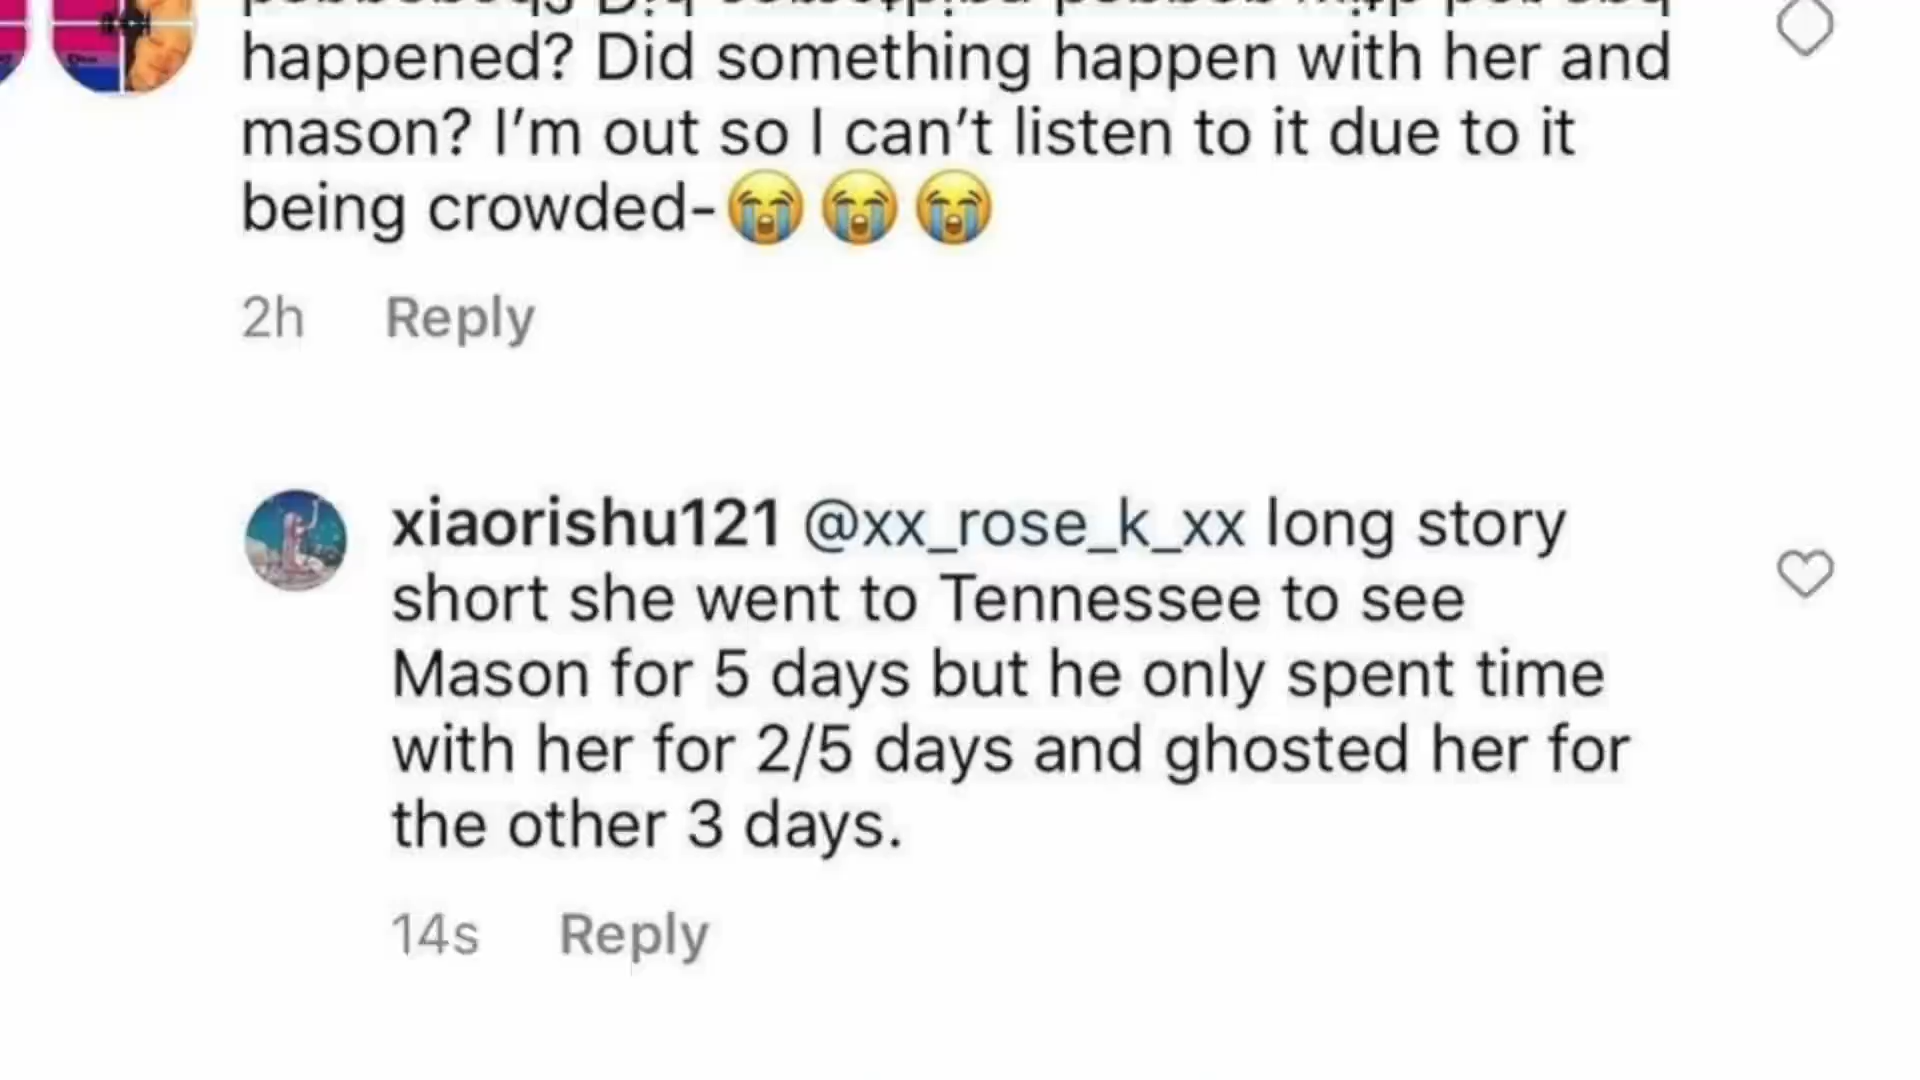 happened? Did something happen with her and
mason? I'm out so I can't listen to it due to it
being crowded-😭😭😭
2h Reply
xiaorishu121 @xx_rose_k_xx long story
short she went to Tennessee to see
Mason for 5 days but he only spent time
with her for 2/5 days and ghosted her for
the other 3 days.
14s Reply